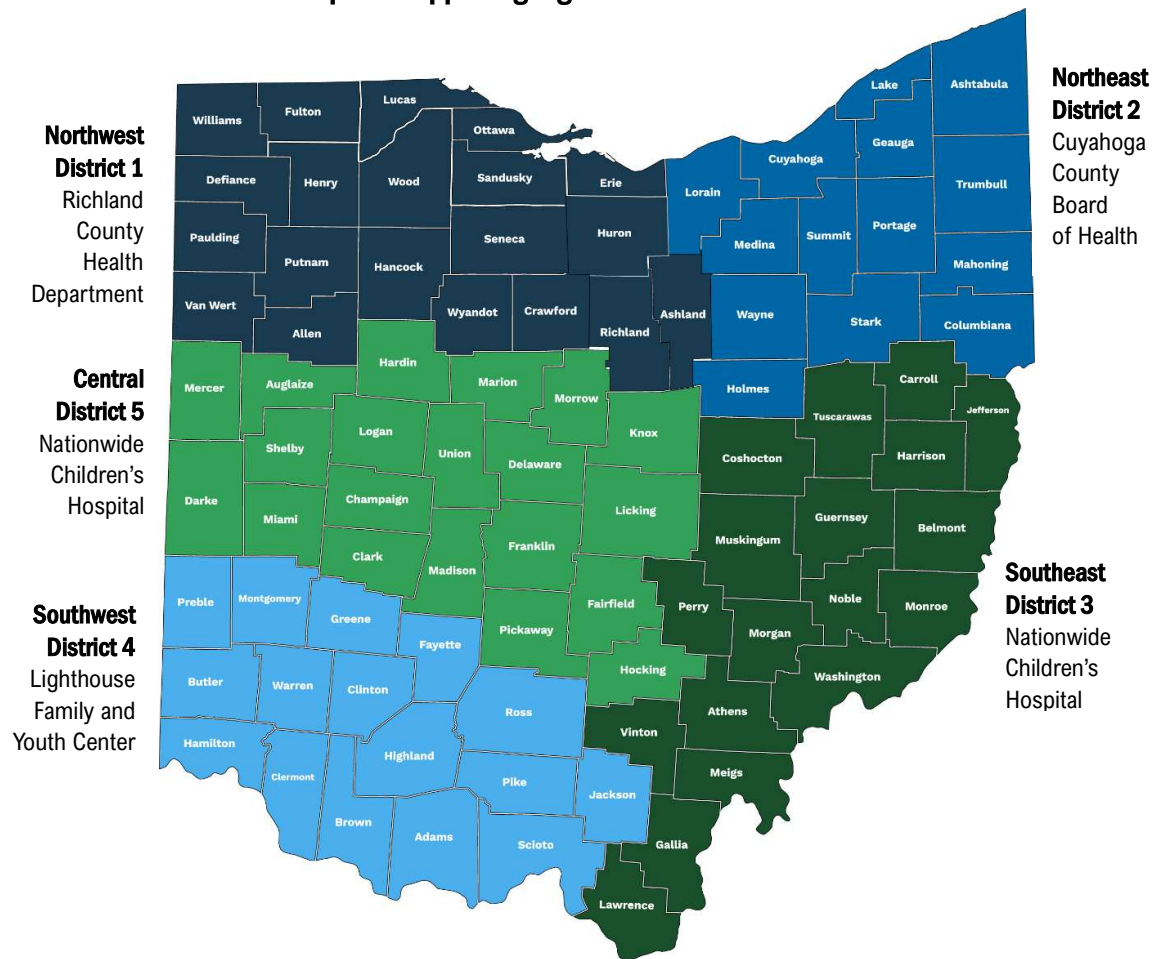 Northwest
District 1
Richland
County
Health
Department
Northeast
District 2
Cuyahoga
County
Board
of Health
Central
District 5
Nationwide
Children's
Hospital
Southwest
District 4
Lighthouse
Family and
Youth Center
Southeast
District 3
Nationwide
Children's
Hospital
Williams
Fulton
Lucas
Ottawa
Defiance
Henry
Wood
Sandusky
Erie
Paulding
Putnam
Hancock
Seneca
Huron
Van Wert
Allen
Wyandot
Crawford
Richland
Ashland
Lake
Ashtabula
Geauga
Cuyahoga
Lorain
Trumbull
Medina
Summit
Portage
Mahoning
Wayne
Stark
Columbiana
Holmes
Mercer
Auglaize
Hardin
Marion
Morrow
Knox
Shelby
Logan
Union
Delaware
Darke
Miami
Champaign
Licking
Clark
Madison
Franklin
Fairfield
Pickaway
Hocking
Carroll
Jefferson
Tuscarawas
Coshocton
Harrison
Guernsey
Belmont
Muskingum
Perry
Noble
Monroe
Morgan
Washington
Athens
Vinton
Meigs
Gallia
Lawrence
Preble
Montgomery
Greene
Fayette
Butler
Warren
Clinton
Ross
Hamilton
Clermont
Highland
Pike
Jackson
Brown
Adams
Scioto